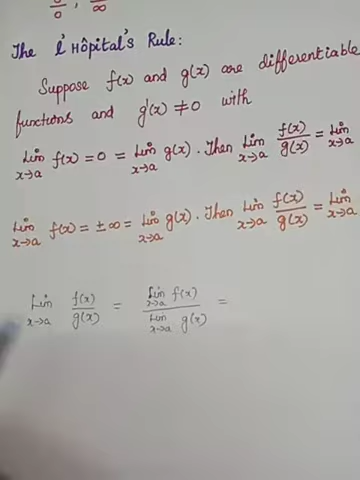 0/0, ∞
The l'Hôpital's Rule:
Suppose f(x) and g(x) are differentiable
functions and g'(x) ≠ 0 with
Lim x→a f(x) = 0 = Lim x→a g(x). Then Lim x→a f(x)/g(x) = Lim x→a
Lim x→a f(x) = ±∞ = Lim x→a g(x). Then Lim x→a f(x)/g(x) = Lim x→a
Lim x→a f(x)/g(x) = Lim x→a f(x)/Lim x→a g(x) =